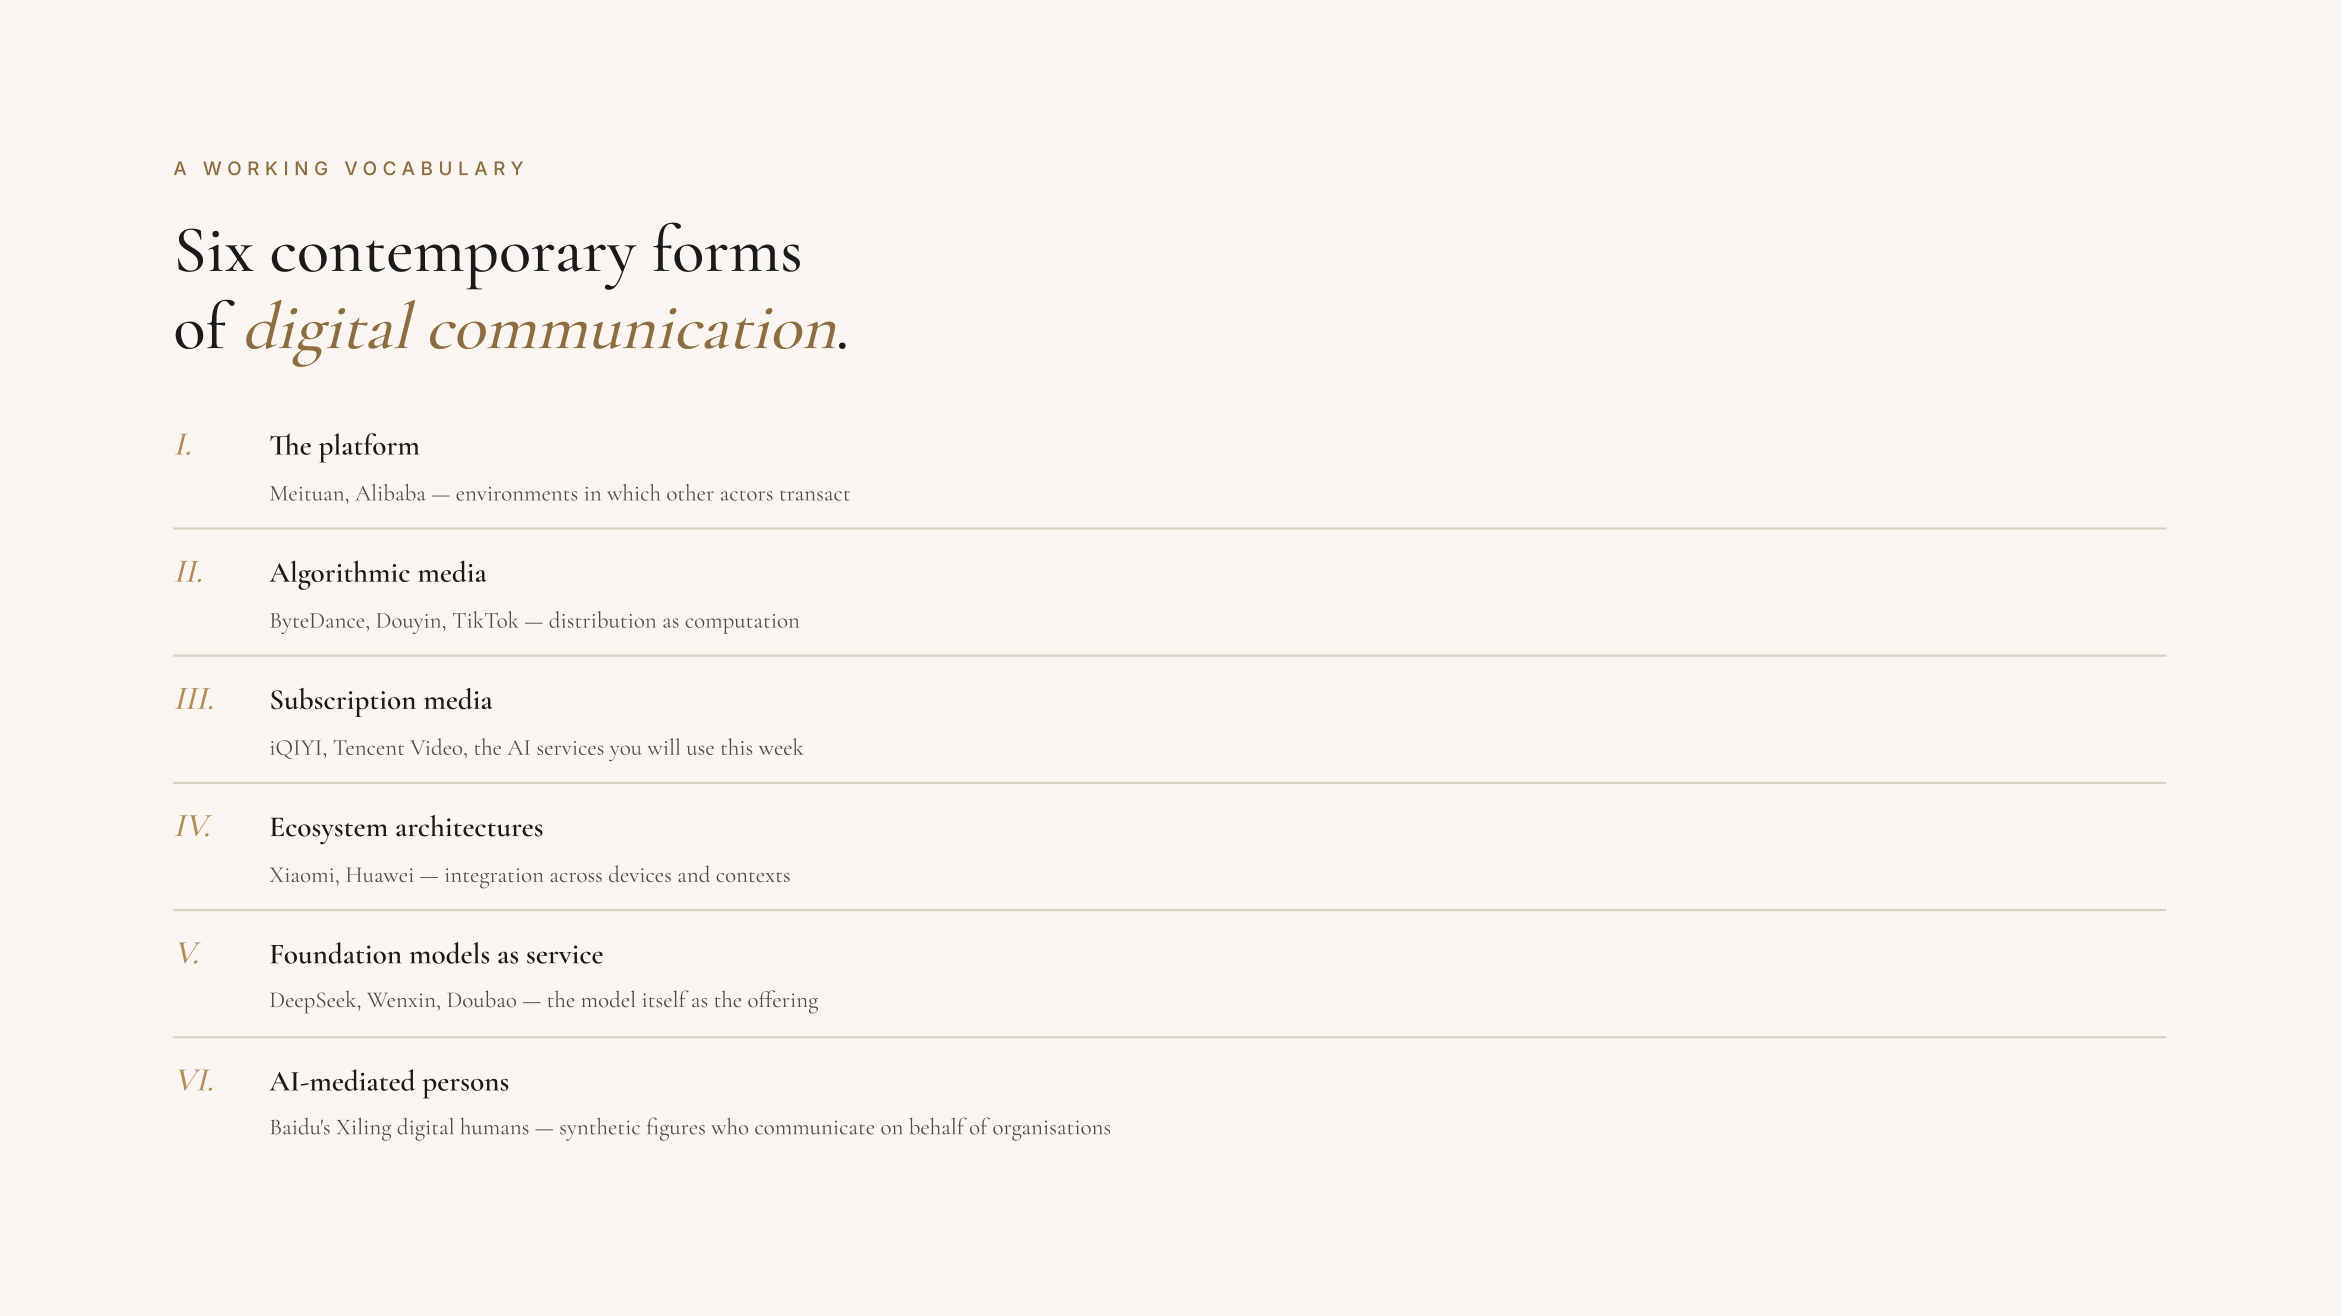 A WORKING VOCABULARY
Six contemporary forms
of digital communication.
I. The platform
Meituan, Alibaba — environments in which other actors transact
II. Algorithmic media
ByteDance, Douyin, TikTok — distribution as computation
III. Subscription media
iQIYI, Tencent Video, the AI services you will use this week
IV. Ecosystem architectures
Xiaomi, Huawei — integration across devices and contexts
V. Foundation models as service
DeepSeek, Wenxin, Doubao — the model itself as the offering
VI. AI-mediated persons
Baidu's Xiling digital humans — synthetic figures who communicate on behalf of organisations